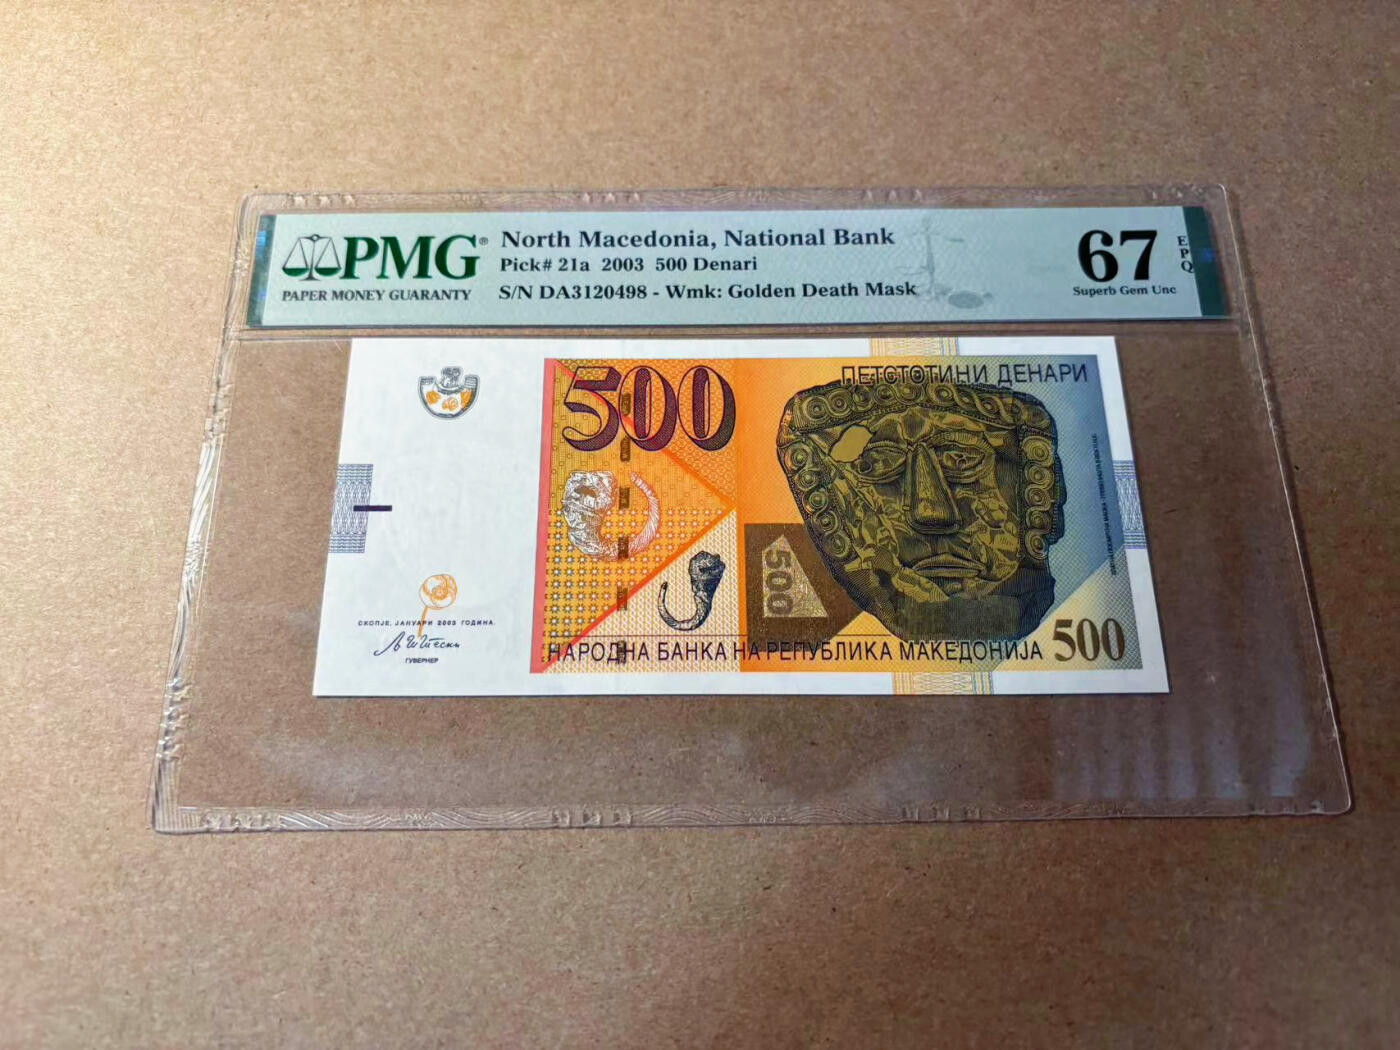 PMG®
PAPER MONEY GUARANTY
North Macedonia, National Bank
Pick# 21a 2003 500 Denari
S/N DA3120498 - Wmk: Golden Death Mask
67
Superb Gem Unc
EPQ
500
ПЕТСТОТИНИ ДЕНАРИ
500
СКОПЈЕ, ЈАНУАРИ 2003 ГОДИНА
ГУВЕРНЕР
НАРОДНА БАНКА НА РЕПУБЛИКА МАКЕДОНИЈА
500